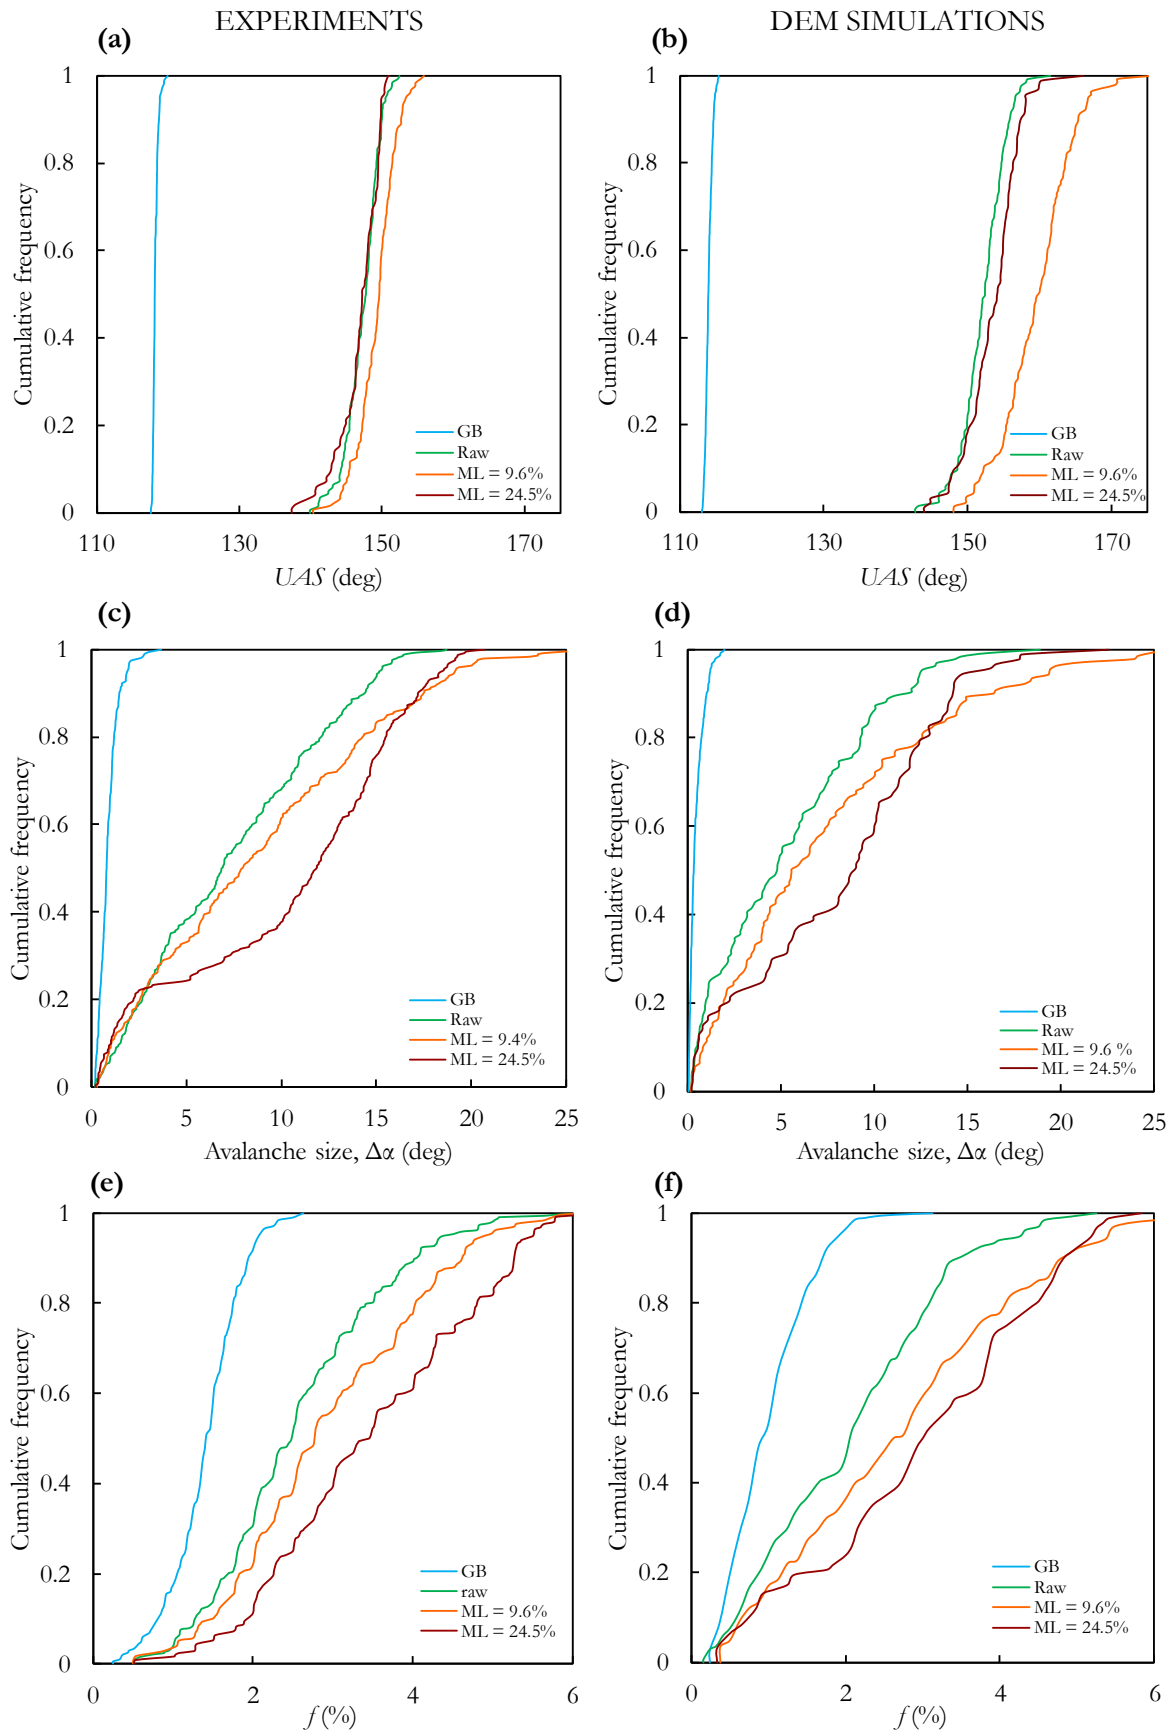 EXPERIMENTS
DEM SIMULATIONS
(a)
Cumulative frequency
1
0.8
0.6
0.4
0.2
0
GB
Raw
ML = 9.6%
ML = 24.5%
110
130
150
170
UAS (deg)
(b)
Cumulative frequency
1
0.8
0.6
0.4
0.2
0
GB
Raw
ML = 9.6%
ML = 24.5%
110
130
150
170
UAS (deg)
(c)
Cumulative frequency
1
0.8
0.6
0.4
0.2
0
GB
Raw
ML = 9.4%
ML = 24.5%
0
5
10
15
20
25
Avalanche size, Δα (deg)
(d)
Cumulative frequency
1
0.8
0.6
0.4
0.2
0
GB
Raw
ML = 9.6 %
ML = 24.5%
0
5
10
15
20
25
Avalanche size, Δα (deg)
(e)
Cumulative frequency
1
0.8
0.6
0.4
0.2
0
GB
raw
ML = 9.6%
ML = 24.5%
0
2
4
6
f (%)
(f)
Cumulative frequency
1
0.8
0.6
0.4
0.2
0
GB
Raw
ML = 9.6%
ML = 24.5%
0
2
4
6
f (%)